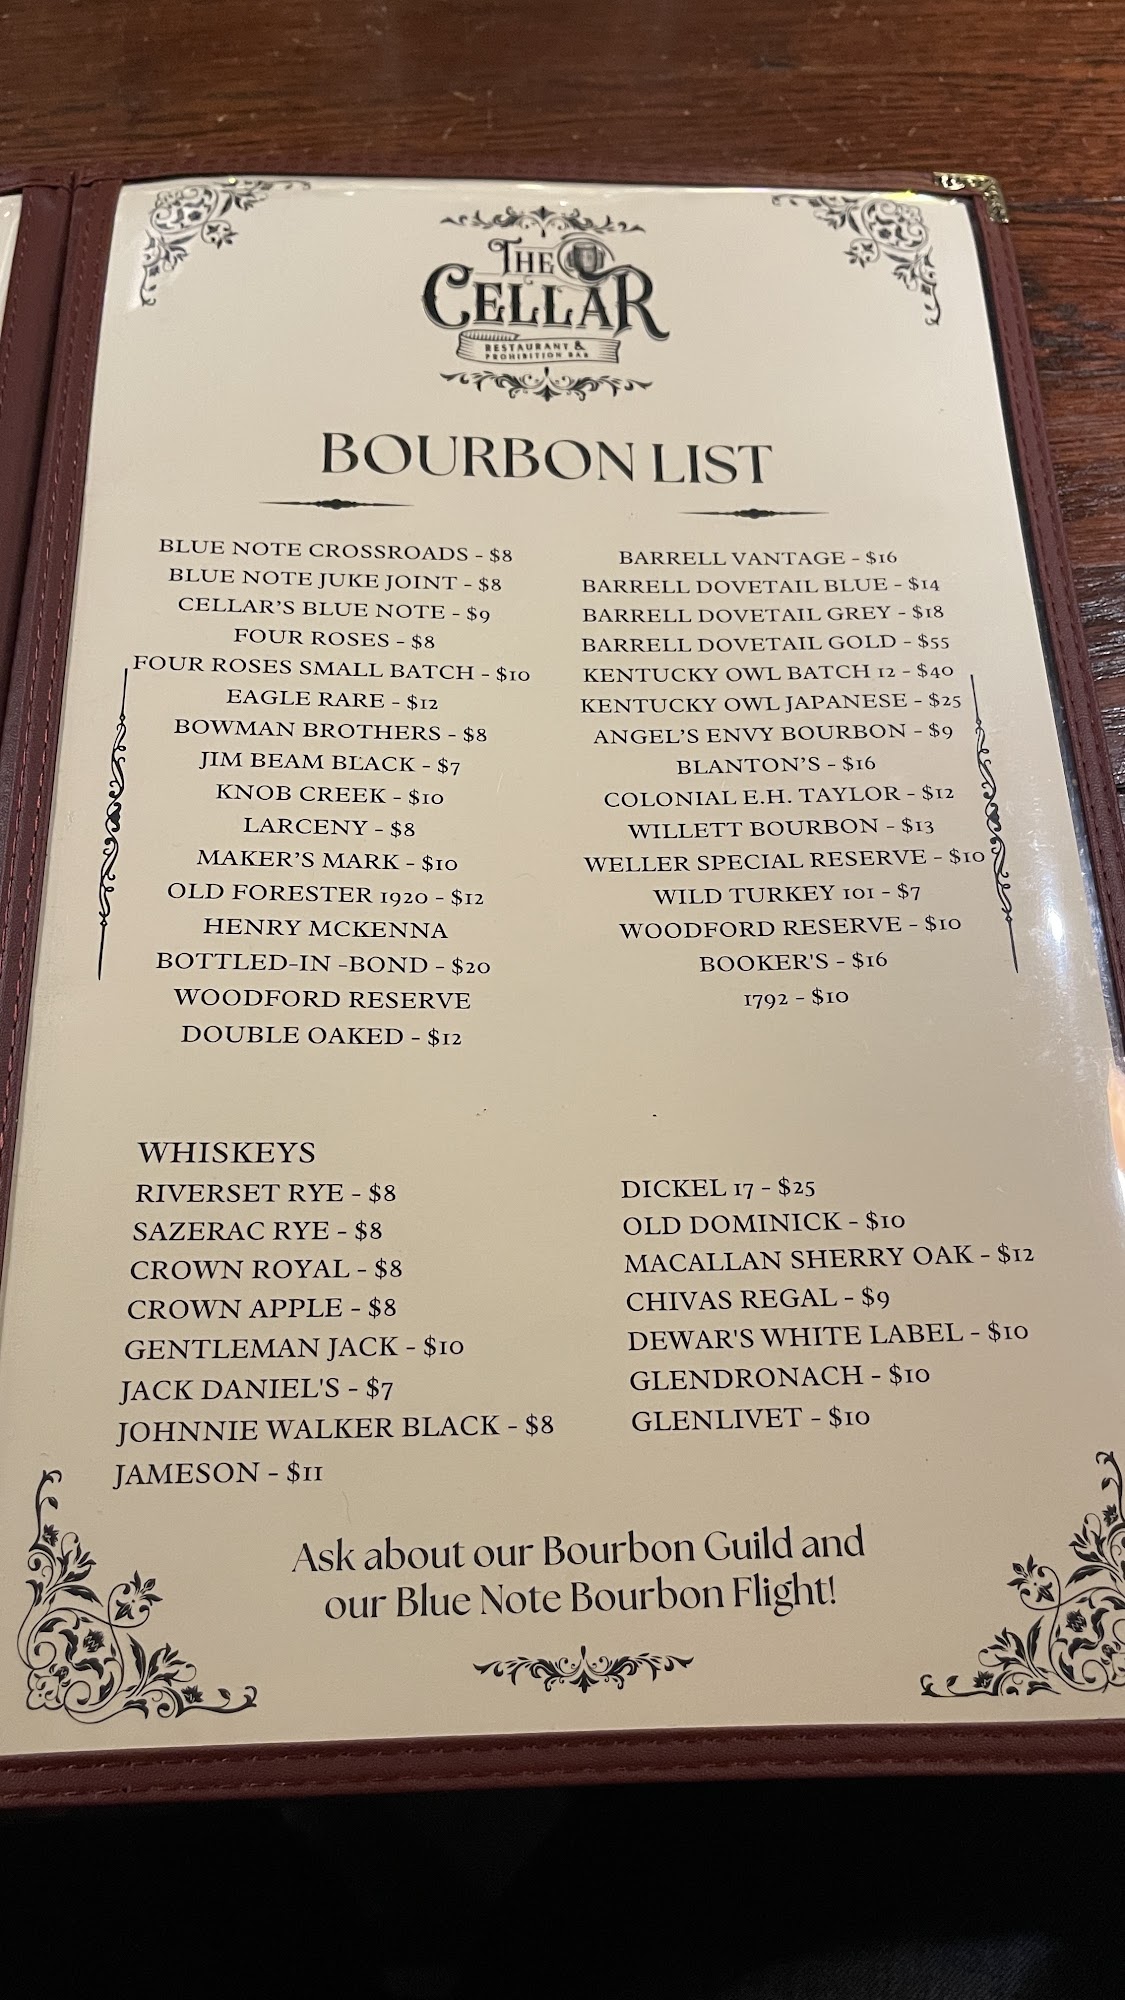 THE
CELLAR
RESTAURANT &
PROHIBITION BAR
BOURBON LIST
BLUE NOTE CROSSROADS - $8
BLUE NOTE JUKE JOINT - $8
CELLAR'S BLUE NOTE - $9
FOUR ROSES - $8
FOUR ROSES SMALL BATCH - $10
EAGLE RARE - $12
BOWMAN BROTHERS - $8
JIM BEAM BLACK - $7
KNOB CREEK - $10
LARCENY - $8
MAKER'S MARK - $10
OLD FORESTER 1920 - $12
HENRY MCKENNA
BOTTLED-IN -BOND - $20
WOODFORD RESERVE
DOUBLE OAKED - $12
BARRELL VANTAGE - $16
BARRELL DOVETAIL BLUE - $14
BARRELL DOVETAIL GREY - $18
BARRELL DOVETAIL GOLD - $55
KENTUCKY OWL BATCH 12 - $40
KENTUCKY OWL JAPANESE - $25
ANGEL'S ENVY BOURBON - $9
BLANTON'S - $16
COLONIAL E.H. TAYLOR - $12
WILLETT BOURBON - $13
WELLER SPECIAL RESERVE - $10
WILD TURKEY 101 - $7
WOODFORD RESERVE - $10
BOOKER'S - $16
1792 - $10
WHISKEYS
RIVERSET RYE - $8
SAZERAC RYE - $8
CROWN ROYAL - $8
CROWN APPLE - $8
GENTLEMAN JACK - $10
JACK DANIEL'S - $7
JOHNNIE WALKER BLACK - $8
JAMESON - $11
DICKEL 17 - $25
OLD DOMINICK - $10
MACALLAN SHERRY OAK - $12
CHIVAS REGAL - $9
DEWAR'S WHITE LABEL - $10
GLENDRONACH - $10
GLENLIVET - $10
Ask about our Bourbon Guild and
our Blue Note Bourbon Flight!